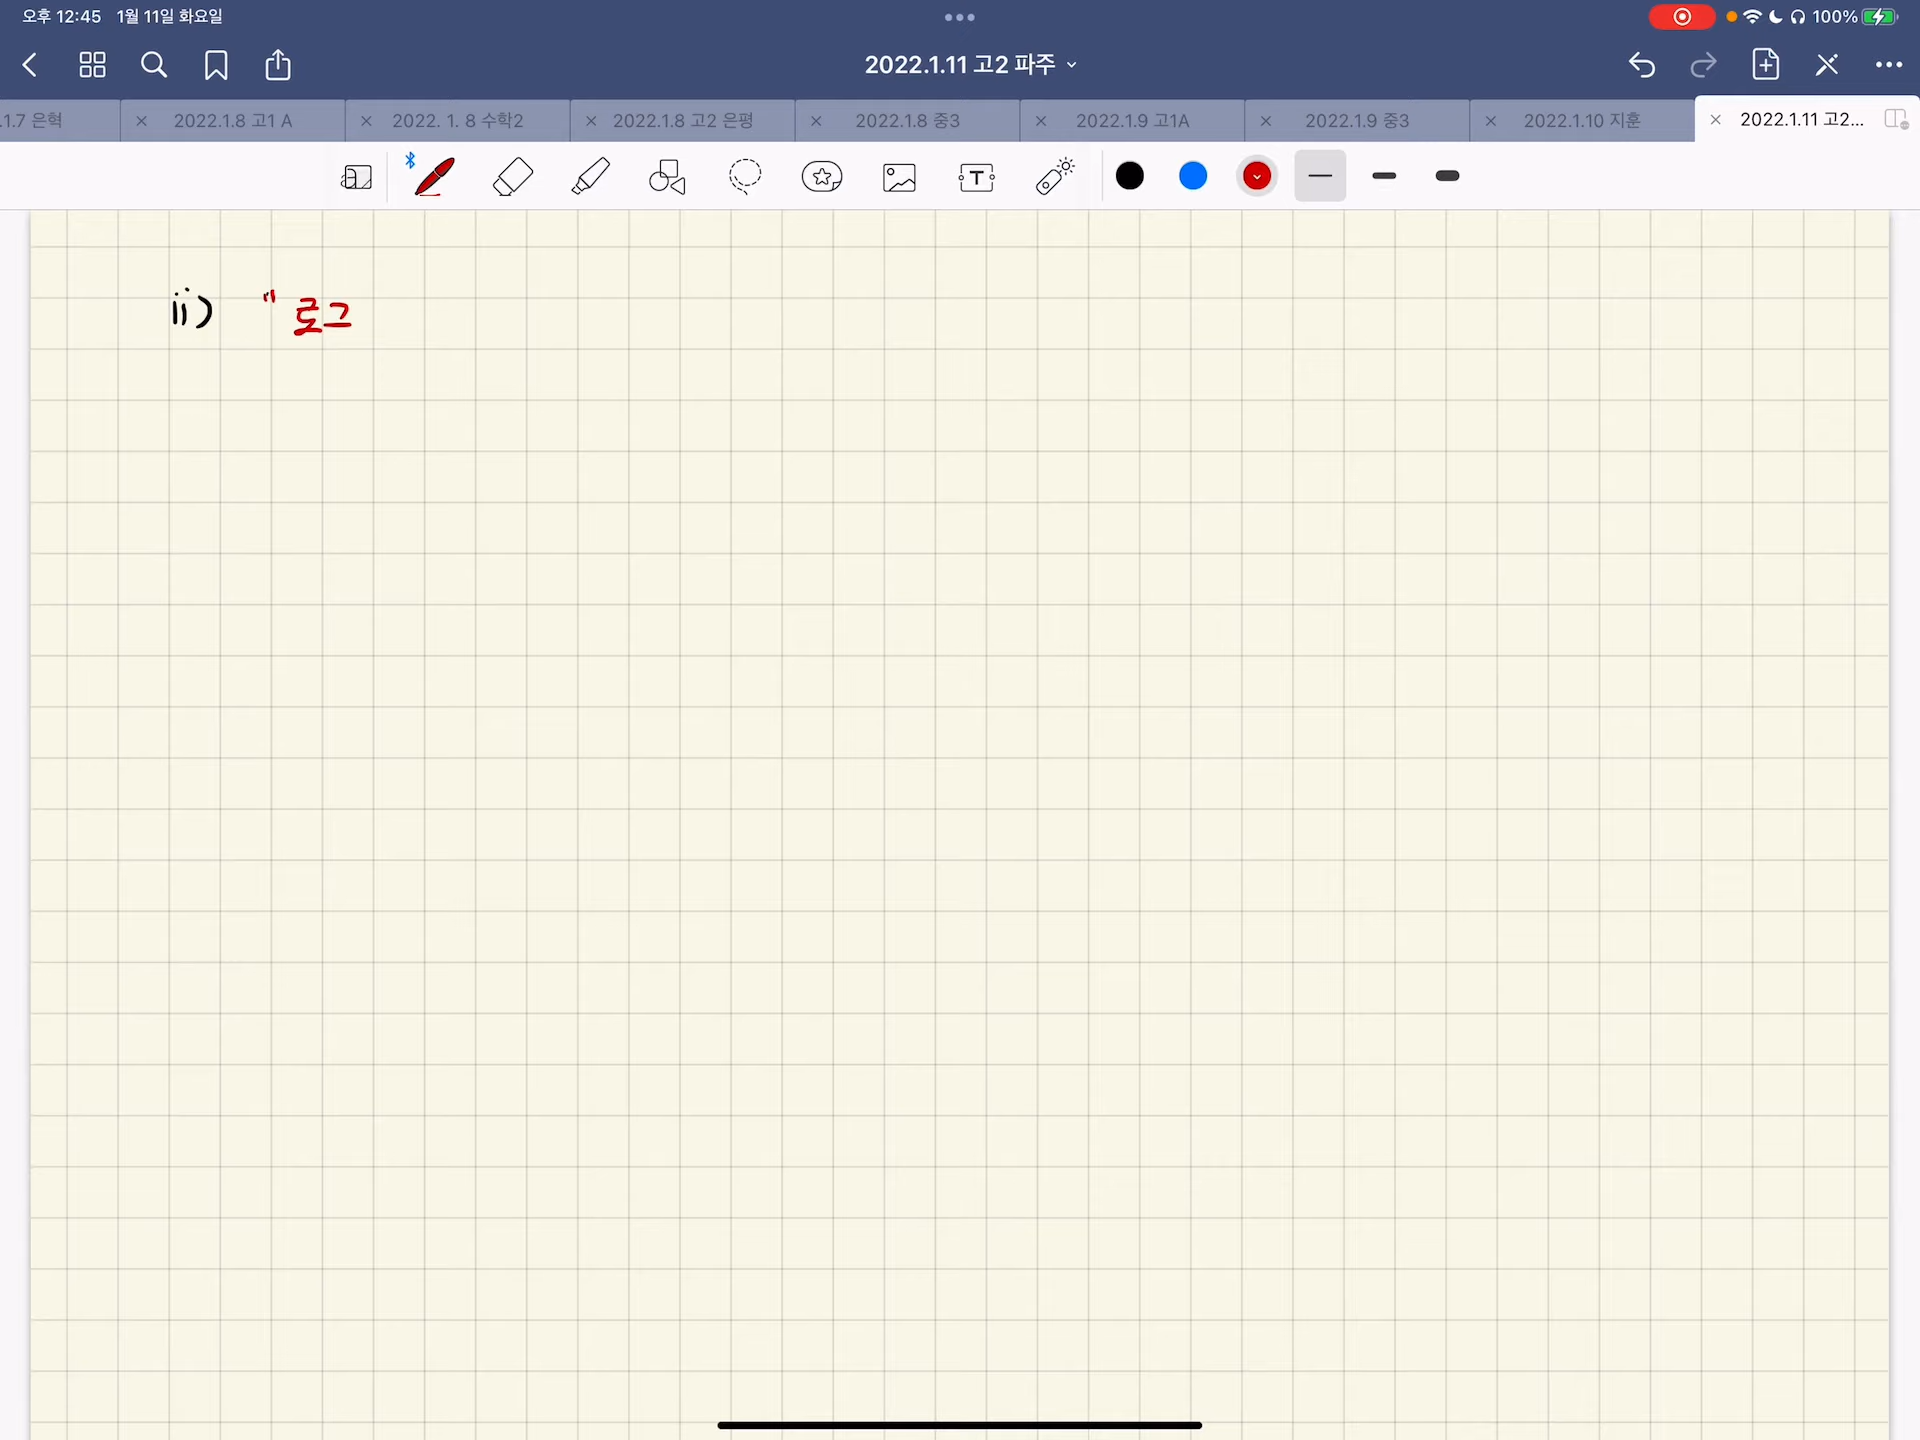 오후 12:45 1월 11일 화요일 100%
2022.1.11 고2 파주
.1.7 은혁 2022.1.8 고1 A 2022. 1. 8 수학2 2022.1.8 고2 은평 2022.1.8 중3 2022.1.9 고1A 2022.1.9 중3 2022.1.10 지훈 2022.1.11 고2...
ii) " 로그